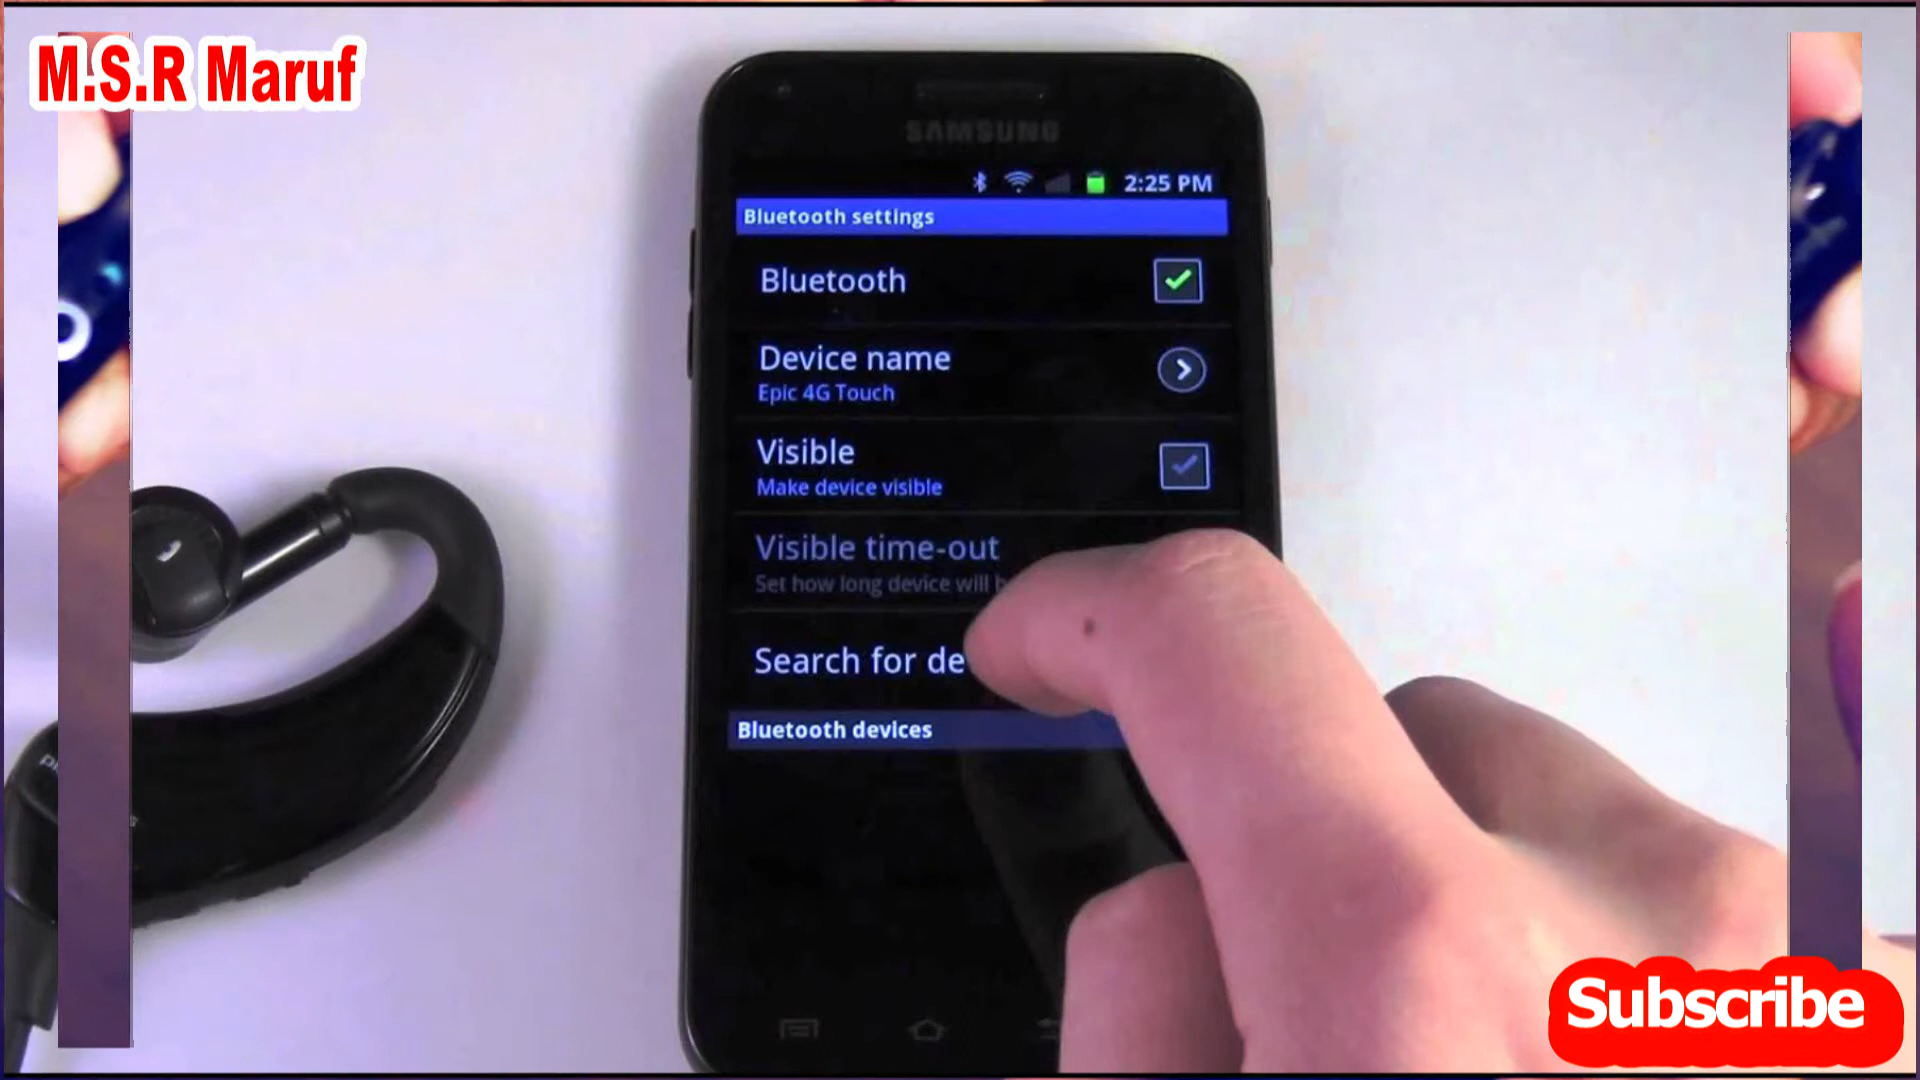 M.S.R Maruf
SAMSUNG
2:25 PM
Bluetooth settings
Bluetooth
Device name
Epic 4G Touch
Visible
Make device visible
Visible time-out
Set how long device will
Search for de
Bluetooth devices
Subscribe